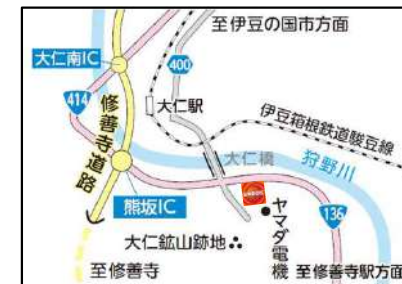 至伊豆の国市方面
大仁南IC
400
414
大仁駅
修善寺道路
伊豆箱根鉄道駿豆線
大仁橋
狩野川
熊坂IC
ヤマダ電機
136
大仁鉱山跡地
至修善寺
至修善寺駅方面